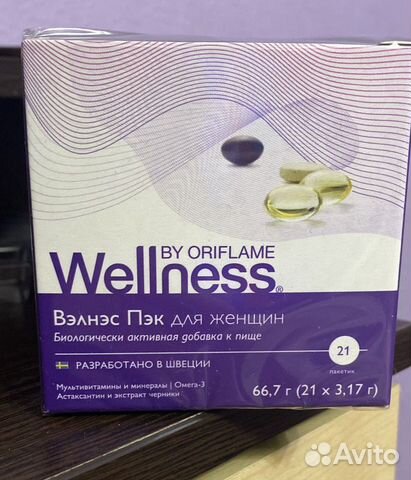 BY ORIFLAME
Wellness®
Вэлнэс Пэк для женщин
Биологически активная добавка к пище
РАЗРАБОТАНО В ШВЕЦИИ
21
пакетик
Мультивитамины и минералы | Омега-3
Астаксантин и экстракт черники
66,7 г (21 x 3,17 г)
Avito